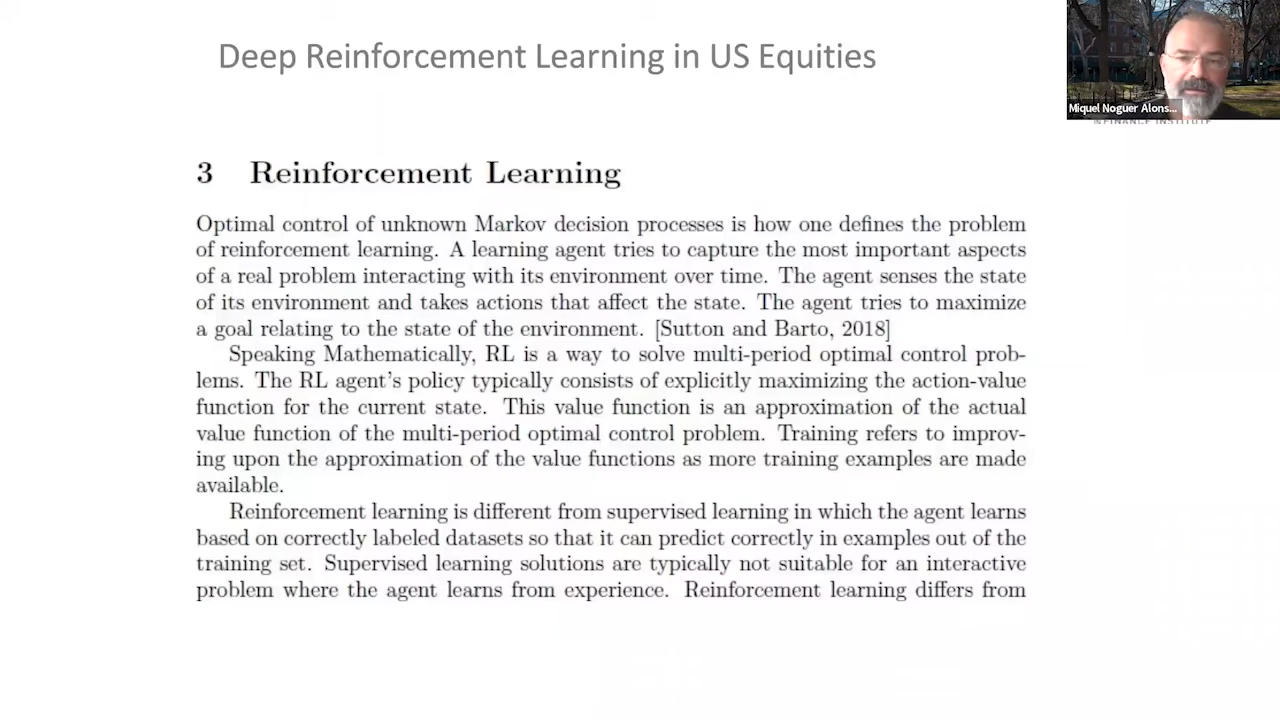 Deep Reinforcement Learning in US Equities
Miquel Noguer Alons...
FINANCE INSTITUTE
3 Reinforcement Learning
Optimal control of unknown Markov decision processes is how one defines the problem
of reinforcement learning. A learning agent tries to capture the most important aspects
of a real problem interacting with its environment over time. The agent senses the state
of its environment and takes actions that affect the state. The agent tries to maximize
a goal relating to the state of the environment. [Sutton and Barto, 2018]
Speaking Mathematically, RL is a way to solve multi-period optimal control prob-
lems. The RL agent's policy typically consists of explicitly maximizing the action-value
function for the current state. This value function is an approximation of the actual
value function of the multi-period optimal control problem. Training refers to improv-
ing upon the approximation of the value functions as more training examples are made
available.
Reinforcement learning is different from supervised learning in which the agent learns
based on correctly labeled datasets so that it can predict correctly in examples out of the
training set. Supervised learning solutions are typically not suitable for an interactive
problem where the agent learns from experience. Reinforcement learning differs from